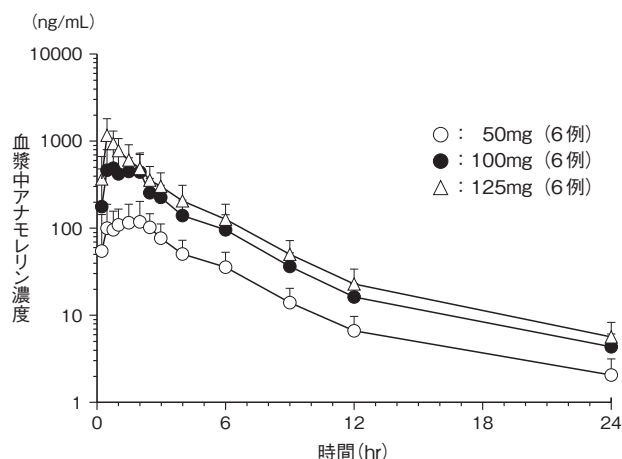 (ng/mL)
10000
1000
100
10
1
血漿中アナモレリン濃度
○： 50mg（6例）
●：100mg（6例）
△：125mg（6例）
0 6 12 18 24
時間(hr)